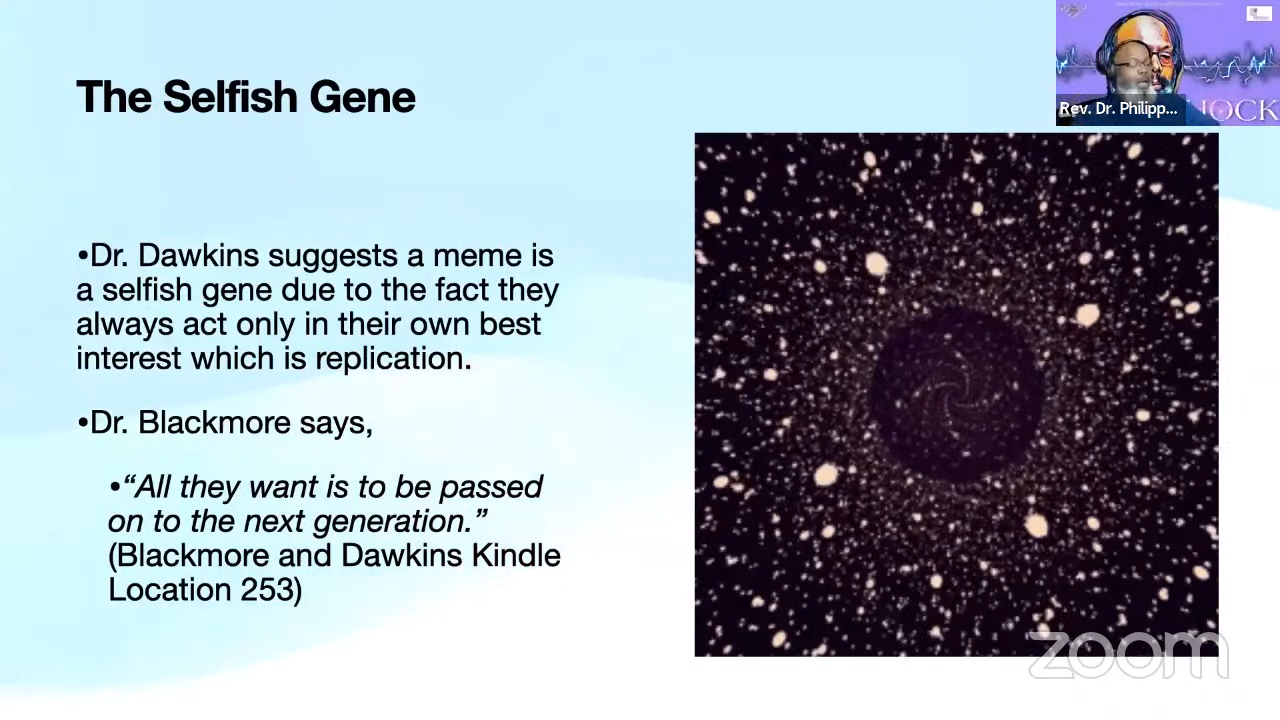 The Selfish Gene
Rev. Dr. Philipp...
HOCK
•Dr. Dawkins suggests a meme is
a selfish gene due to the fact they
always act only in their own best
interest which is replication.
•Dr. Blackmore says,
•“All they want is to be passed
on to the next generation.”
(Blackmore and Dawkins Kindle
Location 253)
zoom